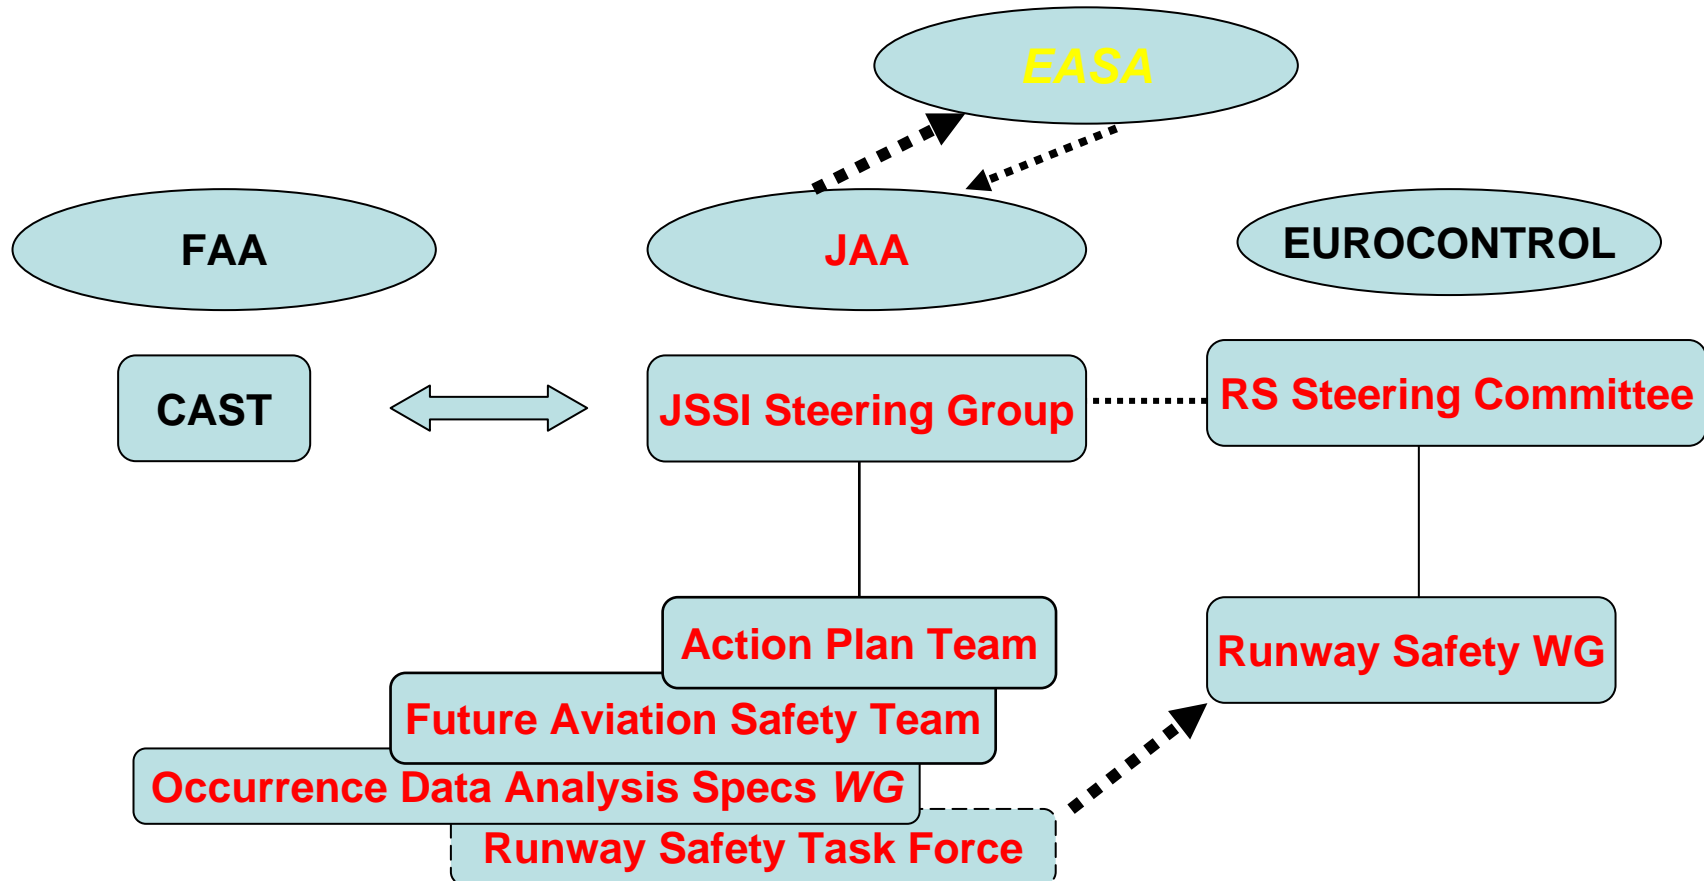 EASA
FAA
JAA
EUROCONTROL
CAST
JSSI Steering Group
RS Steering Committee
Action Plan Team
Runway Safety WG
Future Aviation Safety Team
Occurrence Data Analysis Specs WG
Runway Safety Task Force